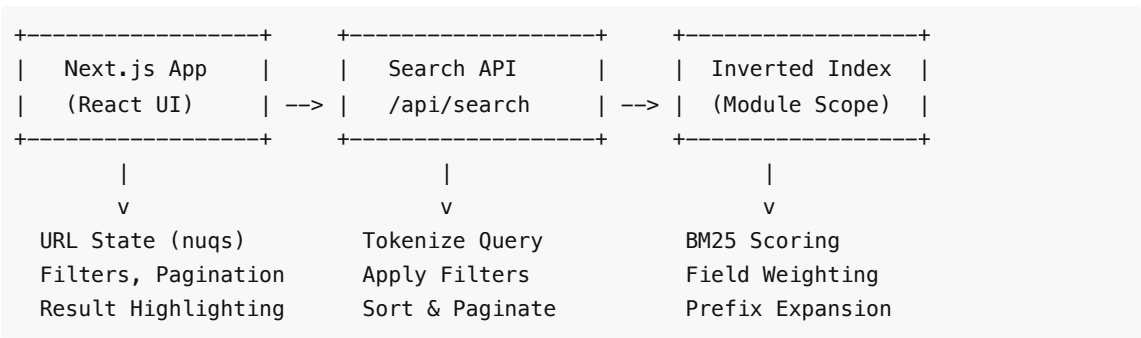 +------------------+     +-------------------+     +------------------+
|   Next.js App    |     |   Search API      |     |  Inverted Index  |
|   (React UI)     | --> |   /api/search     | --> |  (Module Scope)  |
+------------------+     +-------------------+     +------------------+
        |                        |                        |
        v                        v                        v
  URL State (nuqs)         Tokenize Query           BM25 Scoring
  Filters, Pagination      Apply Filters            Field Weighting
  Result Highlighting      Sort & Paginate          Prefix Expansion